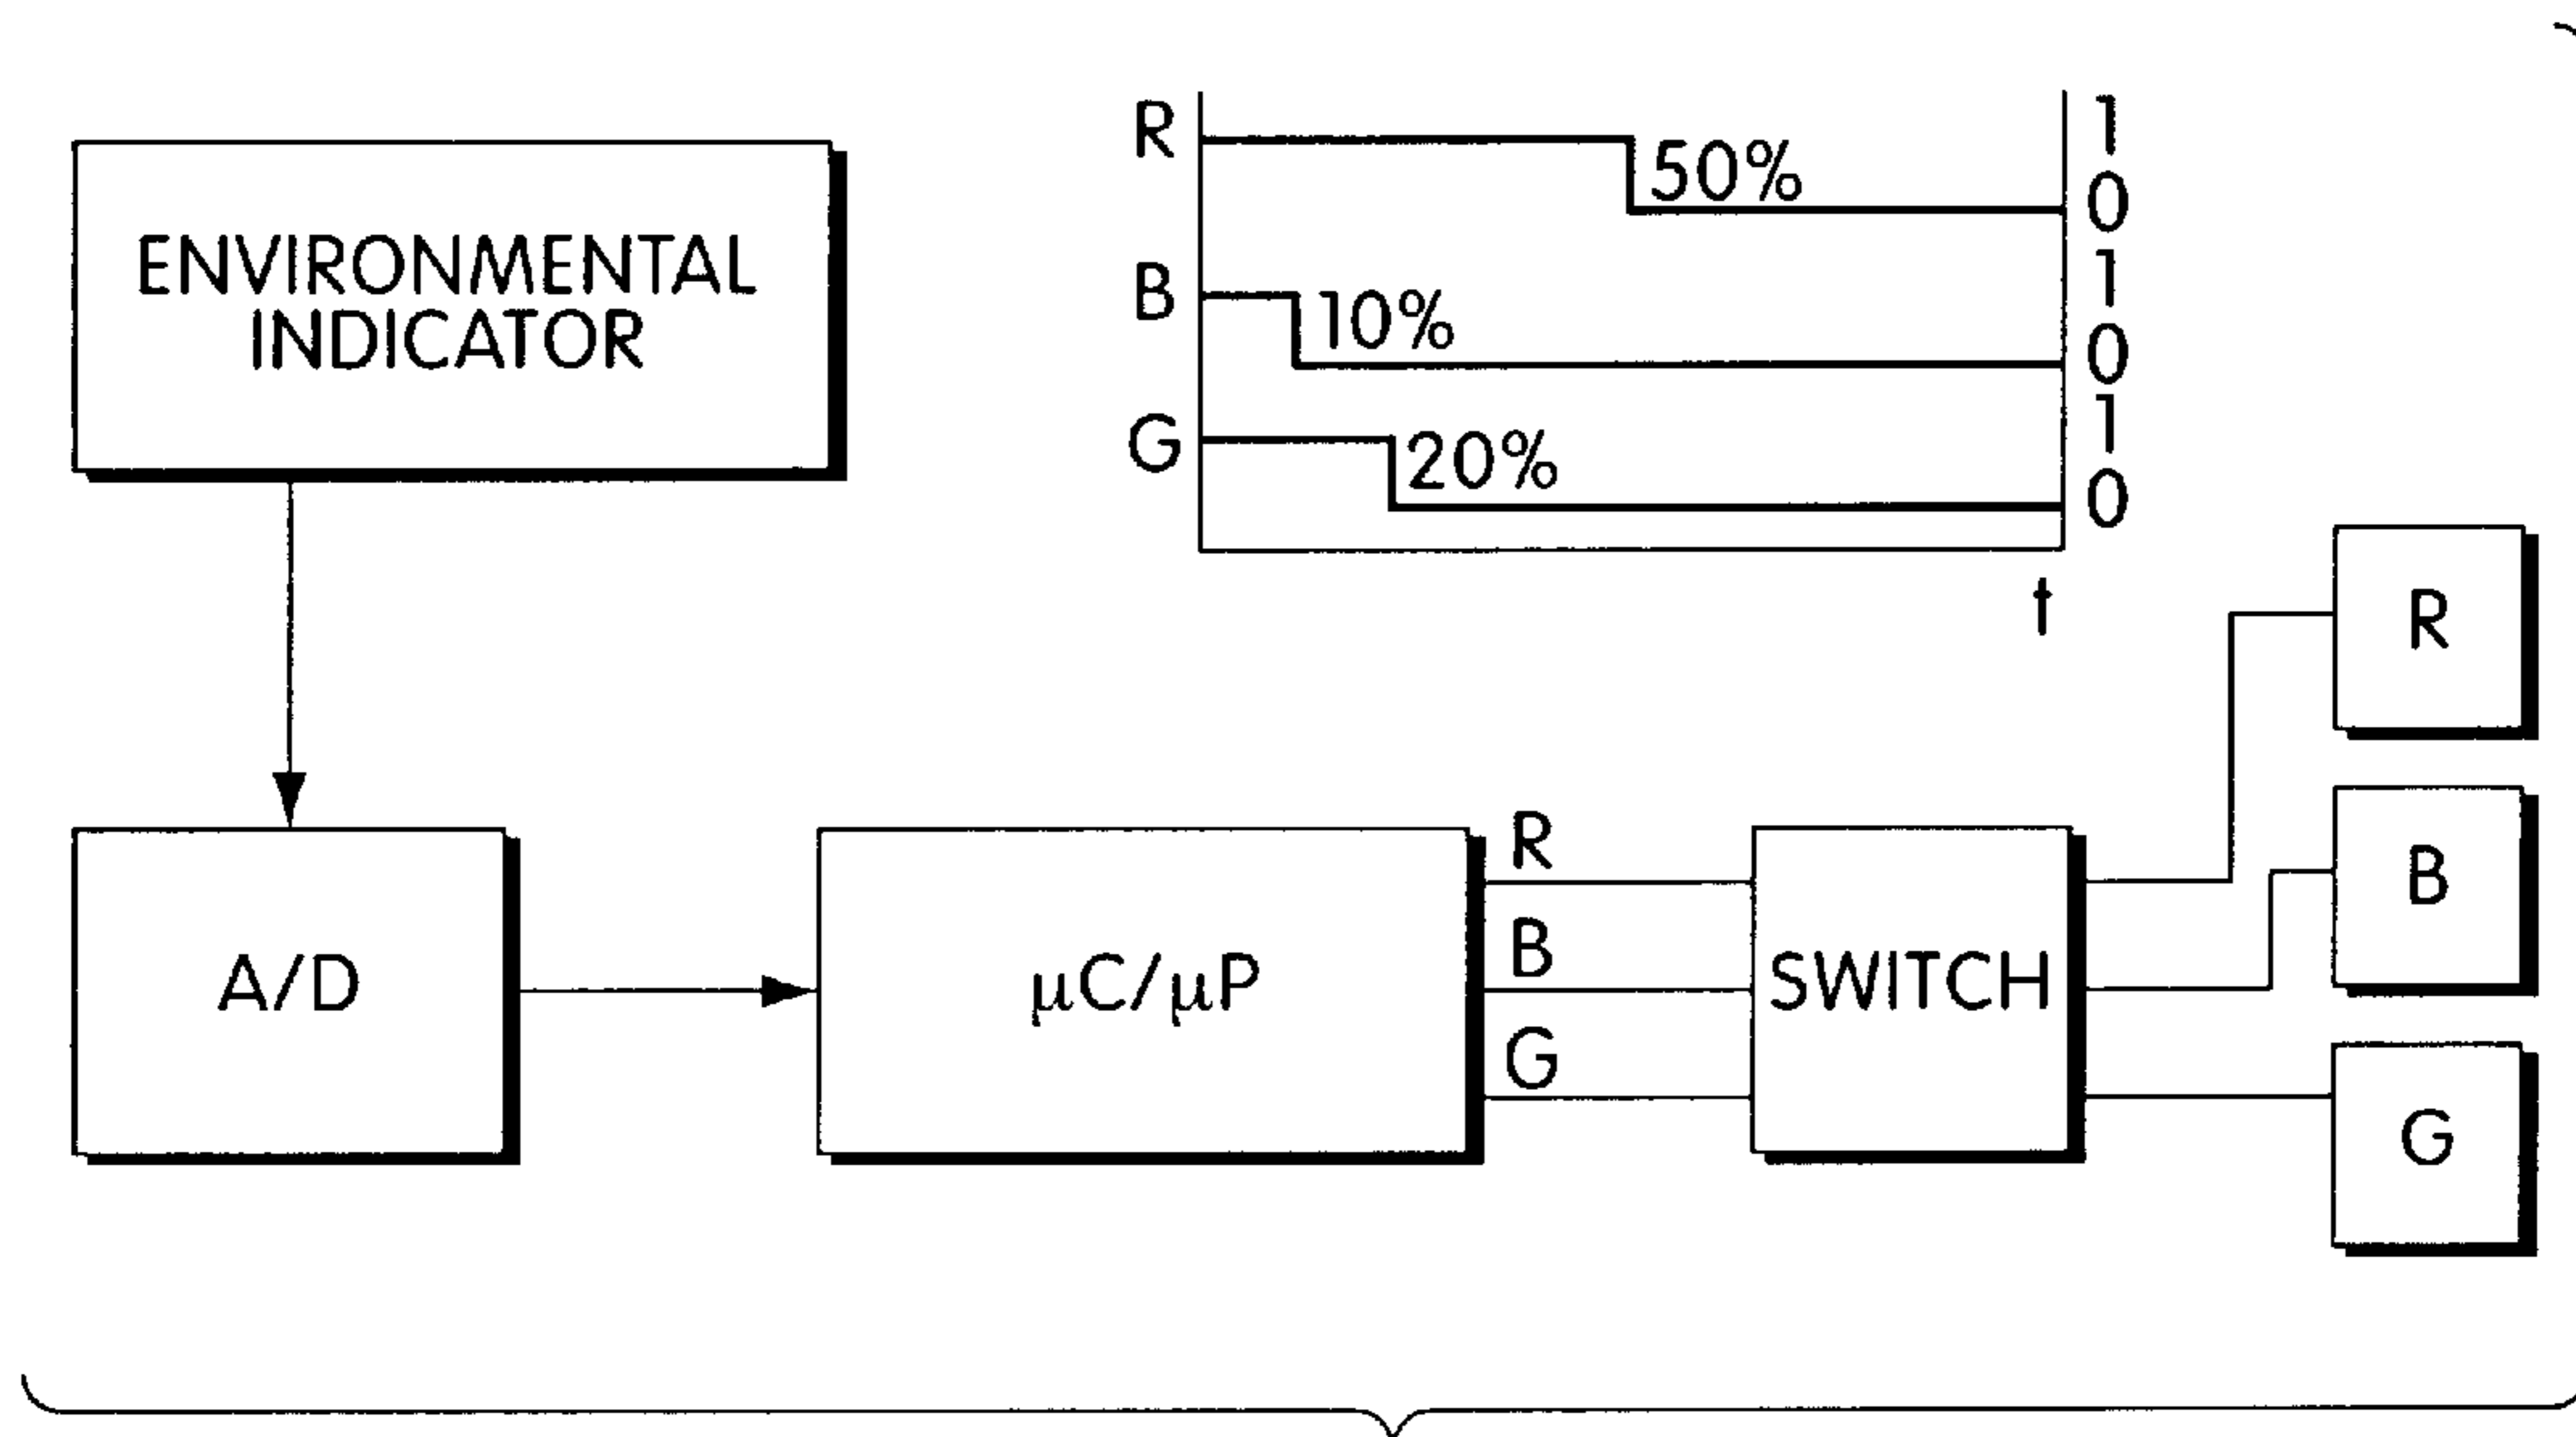 ENVIRONMENTAL
INDICATOR
R
50%
1
0
B
10%
1
0
G
20%
1
0
t
A/D
μC/μP
R
B
G
SWITCH
R
B
G